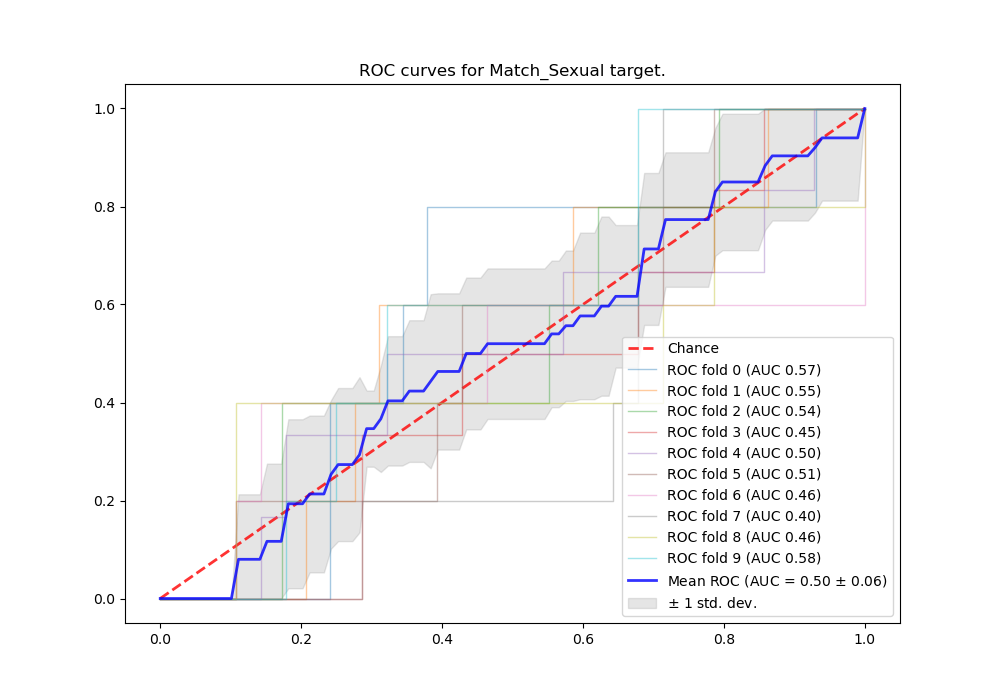 ROC curves for Match_Sexual target.
1.0
0.8
0.6
0.4
0.2
0.0
0.0 0.2 0.4 0.6 0.8 1.0
Chance
ROC fold 0 (AUC 0.57)
ROC fold 1 (AUC 0.55)
ROC fold 2 (AUC 0.54)
ROC fold 3 (AUC 0.45)
ROC fold 4 (AUC 0.50)
ROC fold 5 (AUC 0.51)
ROC fold 6 (AUC 0.46)
ROC fold 7 (AUC 0.40)
ROC fold 8 (AUC 0.46)
ROC fold 9 (AUC 0.58)
Mean ROC (AUC = 0.50 ± 0.06)
± 1 std. dev.